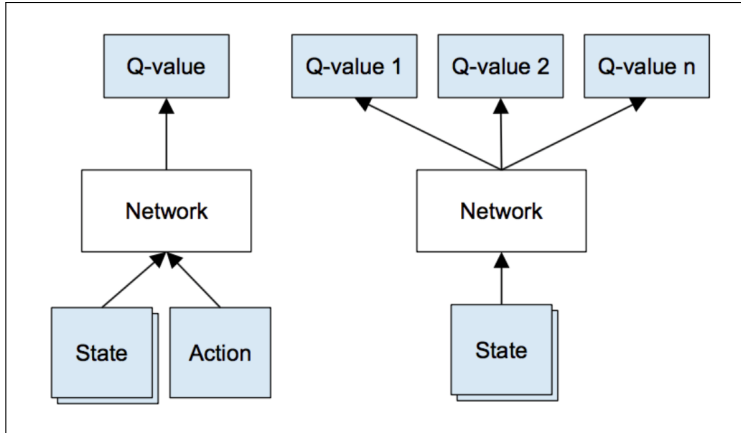 Q-value
Q-value 1
Q-value 2
Q-value n
Network
Network
State
Action
State